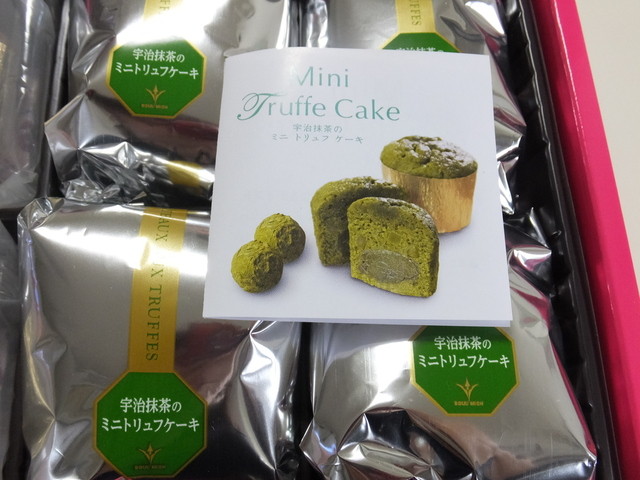 宇治抹茶の
ミニトリュフケーキ
Mini
Truffe Cake
宇治抹茶の
ミニ トリュフ ケーキ
TRUFFES
宇治抹茶の
ミニトリュフケーキ
宇治抹茶の
ミニトリュフケーキ